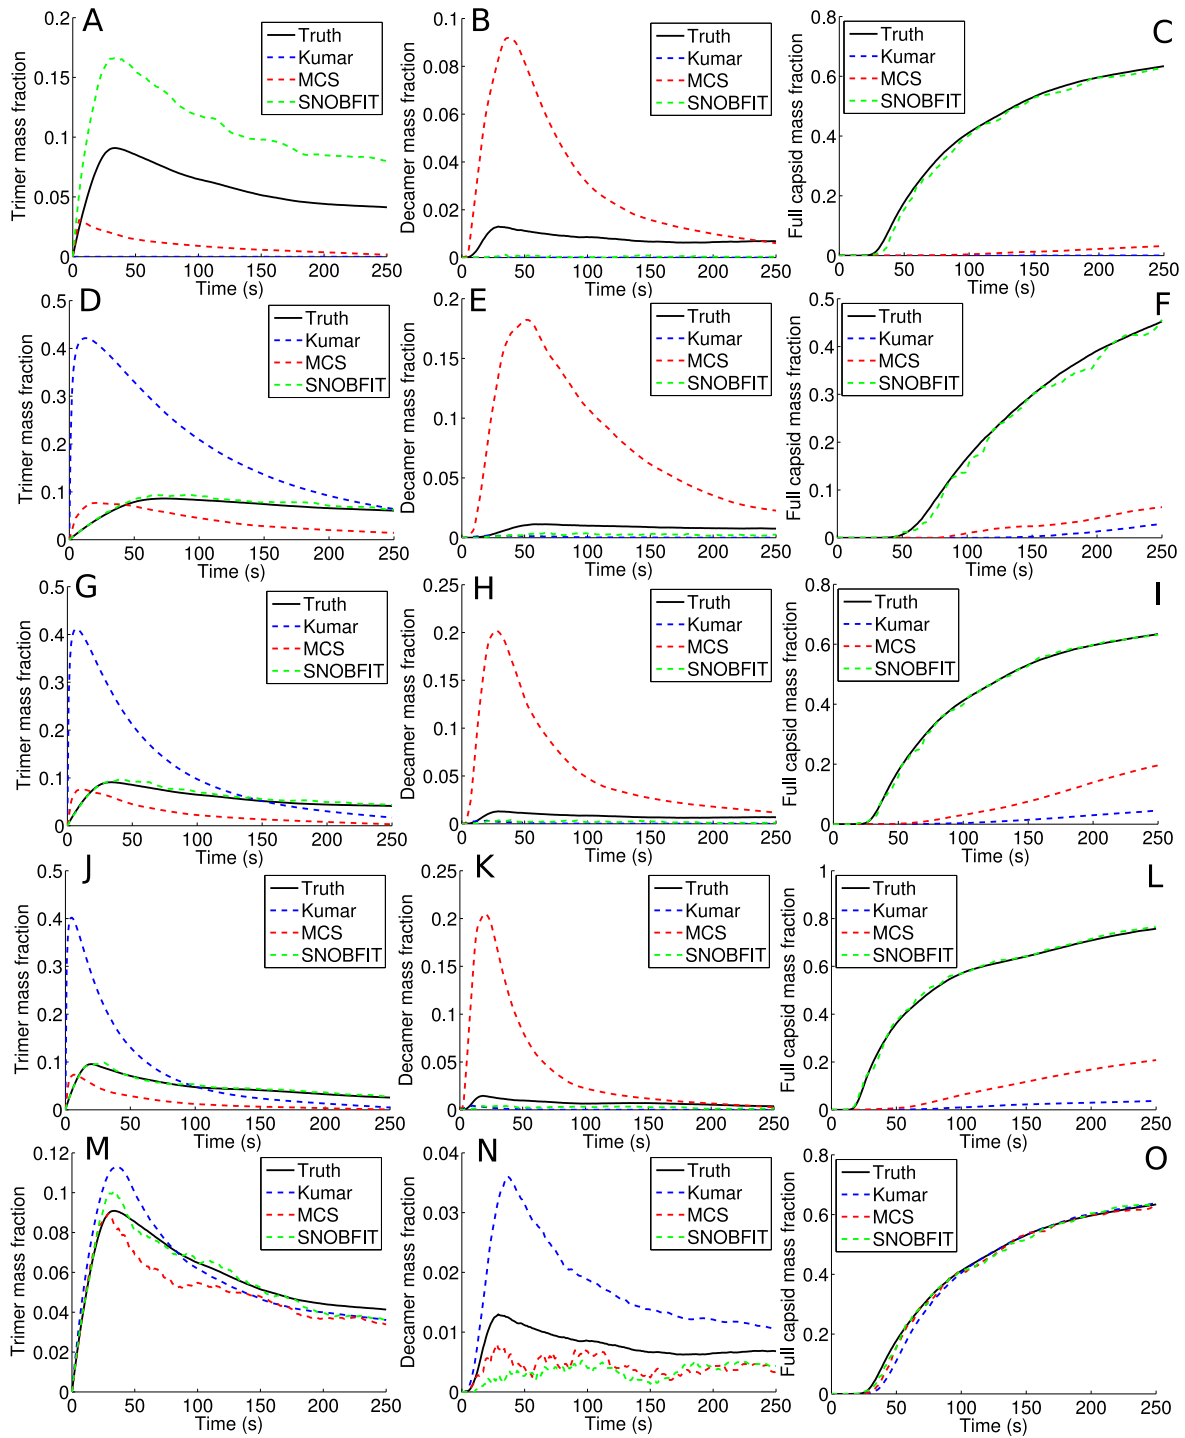 A
Trimer mass fraction
0.2
0.15
0.1
0.05
0
Truth
Kumar
MCS
SNOBFIT
0 50 100 150 200 250
Time (s)
B
Decamer mass fraction
0.1
0.08
0.06
0.04
0.02
0
Truth
Kumar
MCS
SNOBFIT
0 50 100 150 200 250
Time (s)
C
Full capsid mass fraction
0.8
0.6
0.4
0.2
0
Truth
Kumar
MCS
SNOBFIT
0 50 100 150 200 250
Time (s)
D
Trimer mass fraction
0.5
0.4
0.3
0.2
0.1
0
Truth
Kumar
MCS
SNOBFIT
0 50 100 150 200 250
Time (s)
E
Decamer mass fraction
0.2
0.15
0.1
0.05
0
Truth
Kumar
MCS
SNOBFIT
0 50 100 150 200 250
Time (s)
F
Full capsid mass fraction
0.5
0.4
0.3
0.2
0.1
0
Truth
Kumar
MCS
SNOBFIT
0 50 100 150 200 250
Time (s)
G
Trimer mass fraction
0.5
0.4
0.3
0.2
0.1
0
Truth
Kumar
MCS
SNOBFIT
0 50 100 150 200 250
Time (s)
H
Decamer mass fraction
0.25
0.2
0.15
0.1
0.05
0
Truth
Kumar
MCS
SNOBFIT
0 50 100 150 200 250
Time (s)
I
Full capsid mass fraction
0.8
0.6
0.4
0.2
0
Truth
Kumar
MCS
SNOBFIT
0 50 100 150 200 250
Time (s)
J
Trimer mass fraction
0.5
0.4
0.3
0.2
0.1
0
Truth
Kumar
MCS
SNOBFIT
0 50 100 150 200 250
Time (s)
K
Decamer mass fraction
0.25
0.2
0.15
0.1
0.05
0
Truth
Kumar
MCS
SNOBFIT
0 50 100 150 200 250
Time (s)
L
Full capsid mass fraction
1
0.8
0.6
0.4
0.2
0
Truth
Kumar
MCS
SNOBFIT
0 50 100 150 200 250
Time (s)
M
Trimer mass fraction
0.12
0.1
0.08
0.06
0.04
0.02
0
Truth
Kumar
MCS
SNOBFIT
0 50 100 150 200 250
Time (s)
N
Decamer mass fraction
0.04
0.03
0.02
0.01
0
Truth
Kumar
MCS
SNOBFIT
0 50 100 150 200 250
Time (s)
O
Full capsid mass fraction
0.8
0.6
0.4
0.2
0
Truth
Kumar
MCS
SNOBFIT
0 50 100 150 200 250
Time (s)